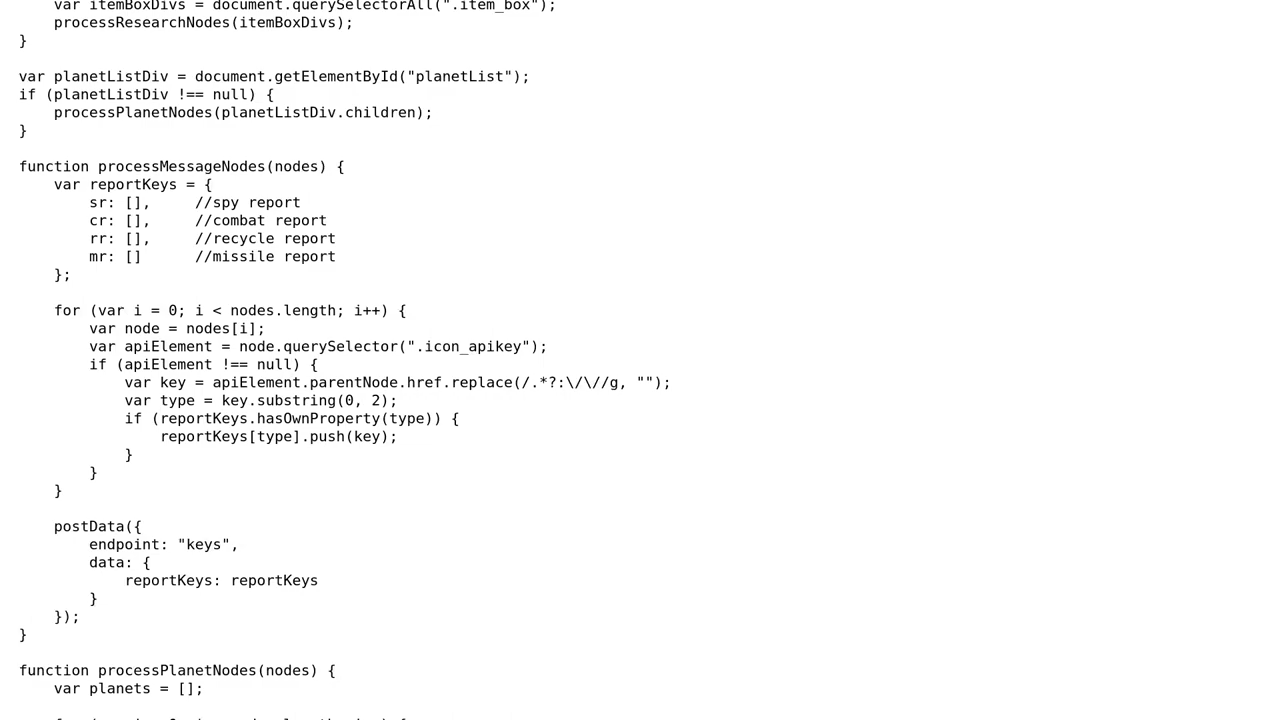 var itemBoxDivs = document.querySelectorAll(".item_box");
    processResearchNodes(itemBoxDivs);
}

var planetListDiv = document.getElementById("planetList");
if (planetListDiv !== null) {
    processPlanetNodes(planetListDiv.children);
}

function processMessageNodes(nodes) {
    var reportKeys = {
        sr: [],     //spy report
        cr: [],     //combat report
        rr: [],     //recycle report
        mr: []      //missile report
    };

    for (var i = 0; i < nodes.length; i++) {
        var node = nodes[i];
        var apiElement = node.querySelector(".icon_apikey");
        if (apiElement !== null) {
            var key = apiElement.parentNode.href.replace(/.*?:\/\//g, "");
            var type = key.substring(0, 2);
            if (reportKeys.hasOwnProperty(type)) {
                reportKeys[type].push(key);
            }
        }
    }

    postData({
        endpoint: "keys",
        data: {
            reportKeys: reportKeys
        }
    });
}

function processPlanetNodes(nodes) {
    var planets = [];